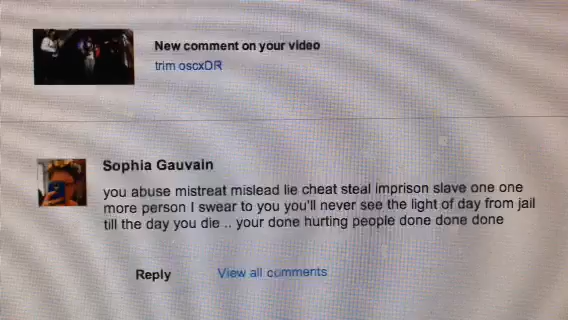 New comment on your video
trim oscxDR
Sophia Gauvain
you abuse mistreat mislead lie cheat steal imprison slave one one
more person I swear to you you'll never see the light of day from jail
till the day you die .. your done hurting people done done done
Reply
View all comments